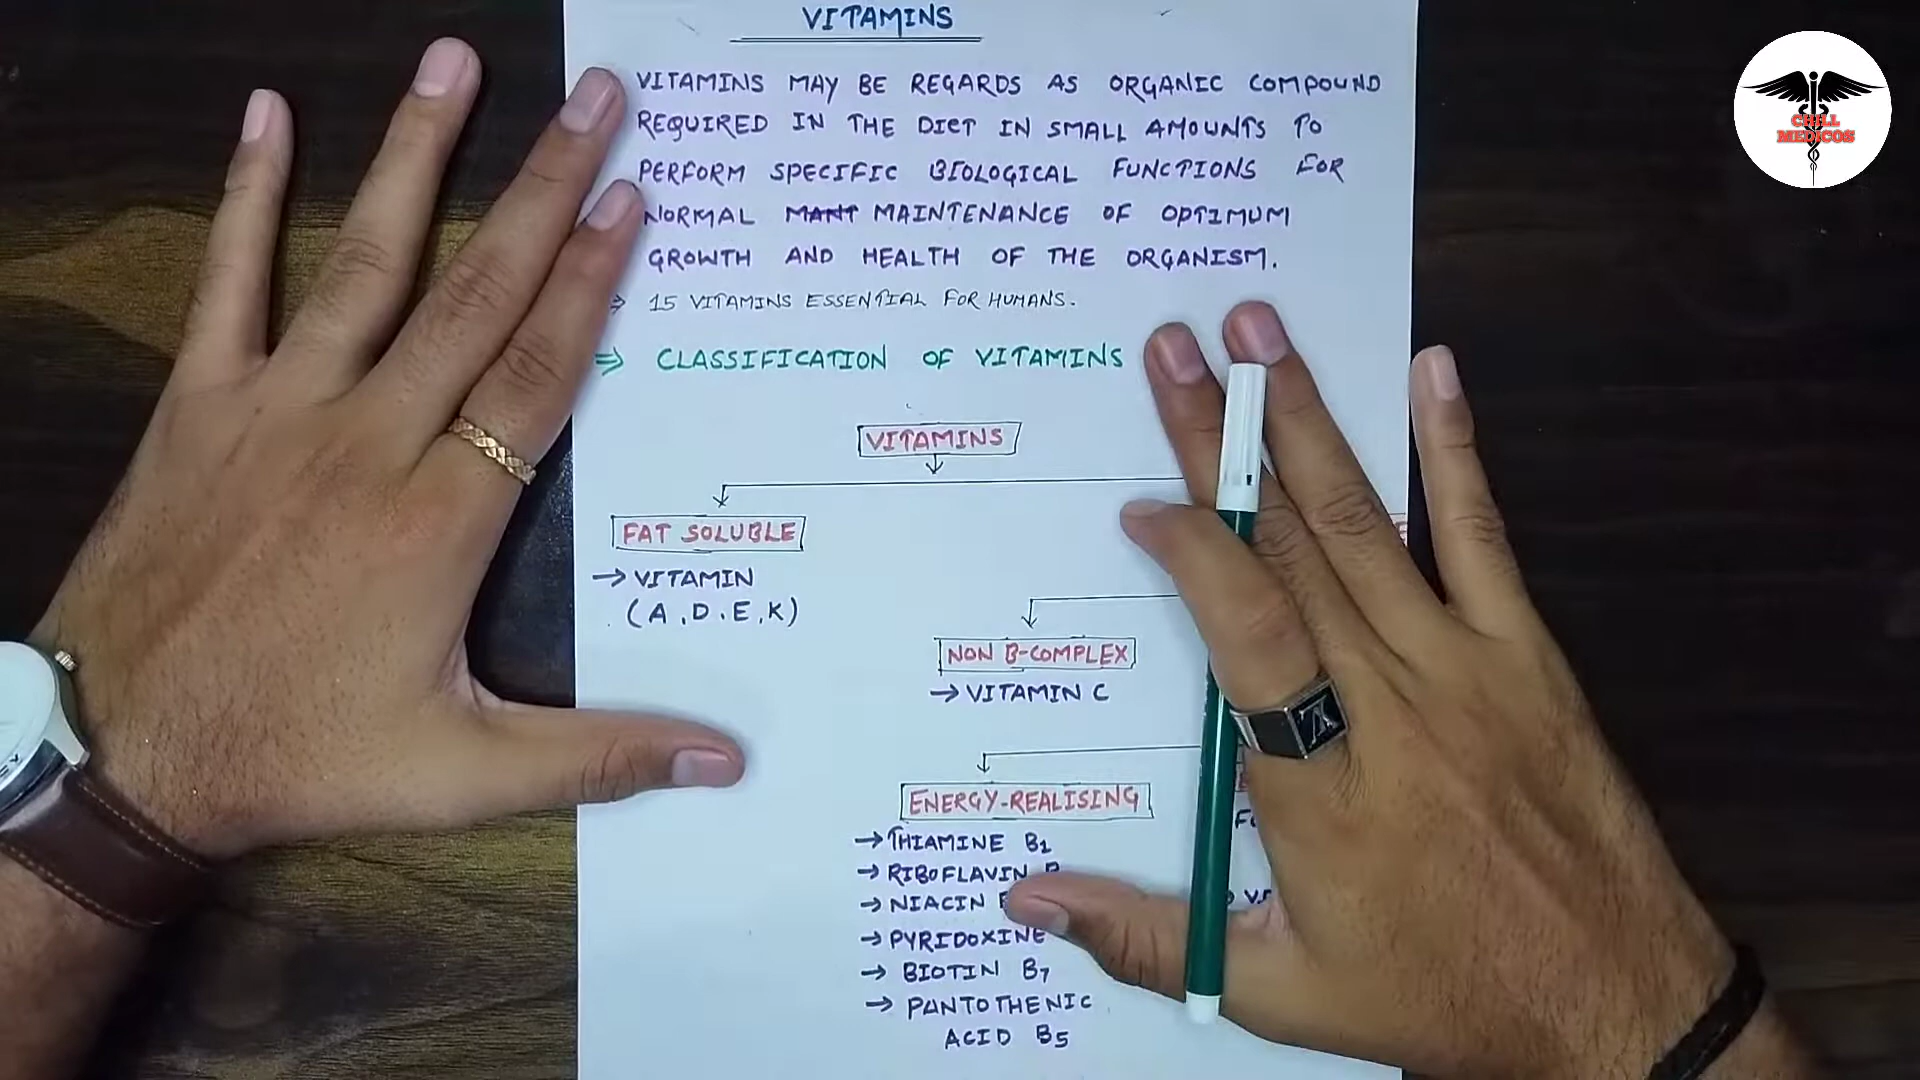 VITAMINS
VITAMINS MAY BE REGARDS AS ORGANIC COMPOUND
REQUIRED IN THE DIET IN SMALL AMOUNTS TO
PERFORM SPECIFIC BIOLOGICAL FUNCTIONS FOR
NORMAL MANT MAINTENANCE OF OPTIMUM
GROWTH AND HEALTH OF THE ORGANISM.
⇒ 15 VITAMINS ESSENTIAL FOR HUMANS.
⇒ CLASSIFICATION OF VITAMINS
VITAMINS
FAT SOLUBLE
→ VITAMIN
(A, D, E, K)
NON B-COMPLEX
→ VITAMIN C
ENERGY-REALISING
→ THIAMINE B1
→ RIBOFLAVIN
→ NIACIN
→ PYRIDOXINE
→ BIOTIN B7
→ PANTOTHENIC
ACID B5
CHILL
MEDICOS